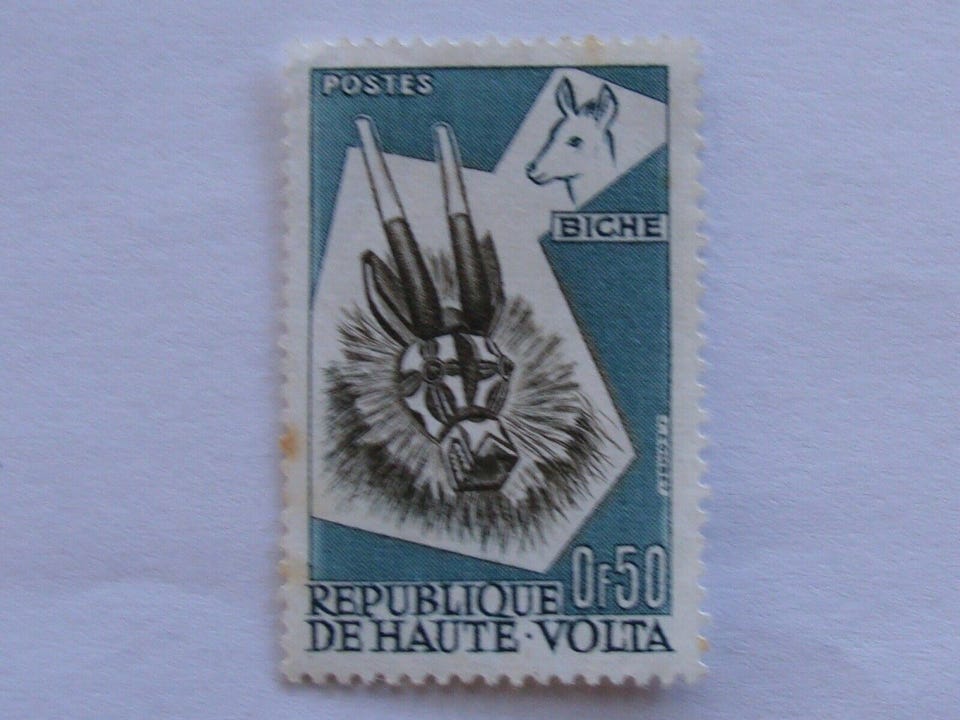 POSTES
BICHE
0F50
REPUBLIQUE
DE HAUTE·VOLTA